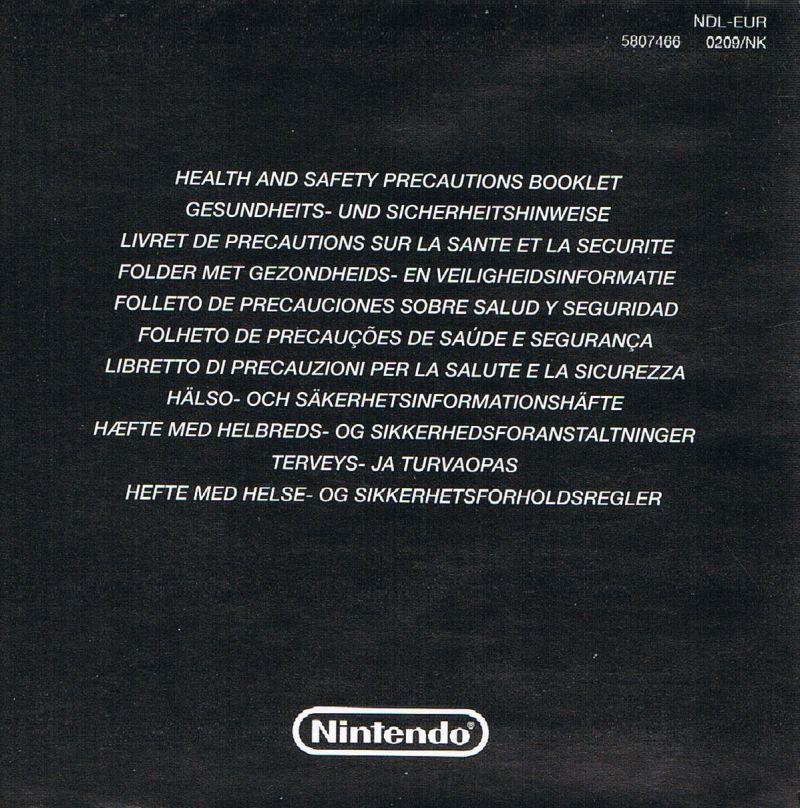 NDL-EUR
5807466 0209/NK
HEALTH AND SAFETY PRECAUTIONS BOOKLET
GESUNDHEITS- UND SICHERHEITSHINWEISE
LIVRET DE PRECAUTIONS SUR LA SANTE ET LA SECURITE
FOLDER MET GEZONDHEIDS- EN VEILIGHEIDSINFORMATIE
FOLLETO DE PRECAUCIONES SOBRE SALUD Y SEGURIDAD
FOLHETO DE PRECAUÇÕES DE SAÚDE E SEGURANÇA
LIBRETTO DI PRECAUZIONI PER LA SALUTE E LA SICUREZZA
HÄLSO- OCH SÄKERHETSINFORMATIONSHÄFTE
HÆFTE MED HELBREDS- OG SIKKERHEDSFORANSTALTNINGER
TERVEYS- JA TURVAOPAS
HEFTE MED HELSE- OG SIKKERHETSFORHOLDSREGLER
Nintendo®